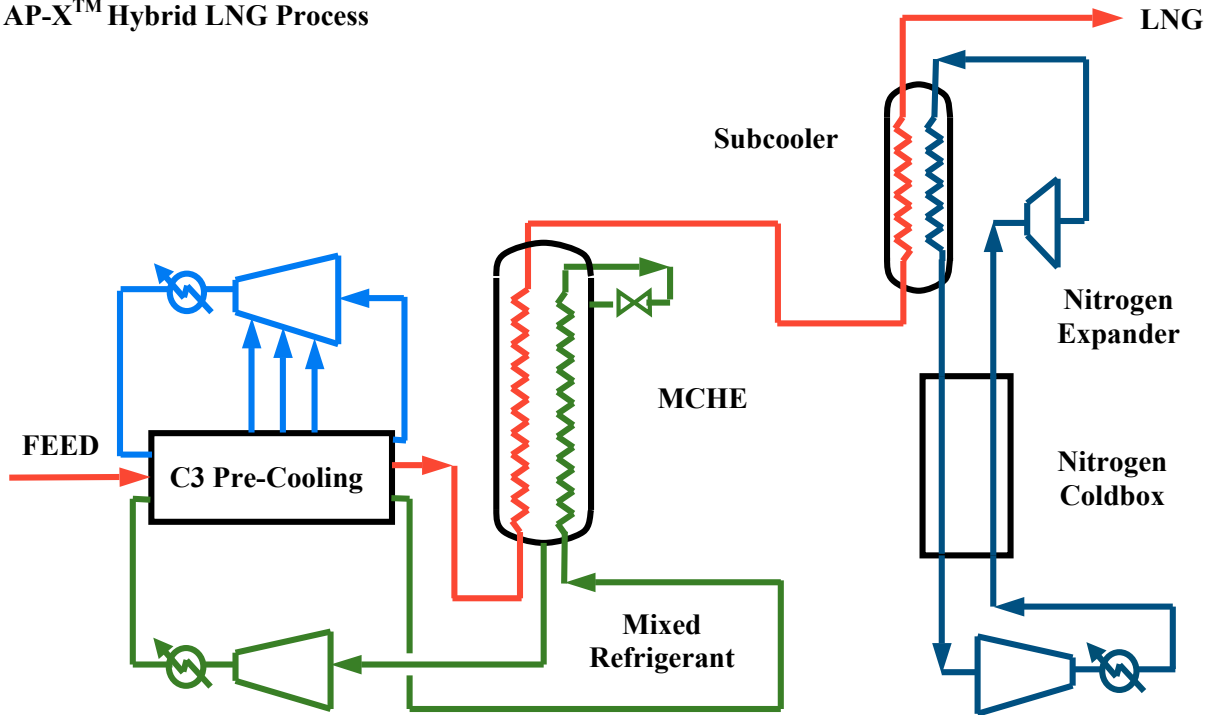 AP-X™ Hybrid LNG Process
LNG
Subcooler
Nitrogen
Expander
MCHE
FEED
C3 Pre-Cooling
Nitrogen
Coldbox
Mixed
Refrigerant